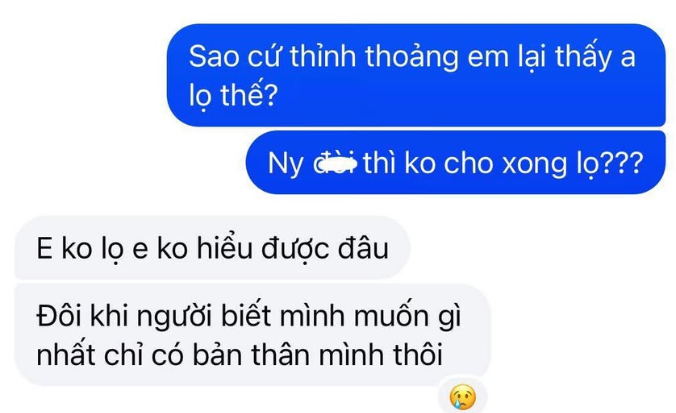 Sao cứ thỉnh thoảng em lại thấy a
lọ thế?
Ny thì ko cho xong lọ???
E ko lọ e ko hiểu được đâu
Đôi khi người biết mình muốn gì
nhất chỉ có bản thân mình thôi